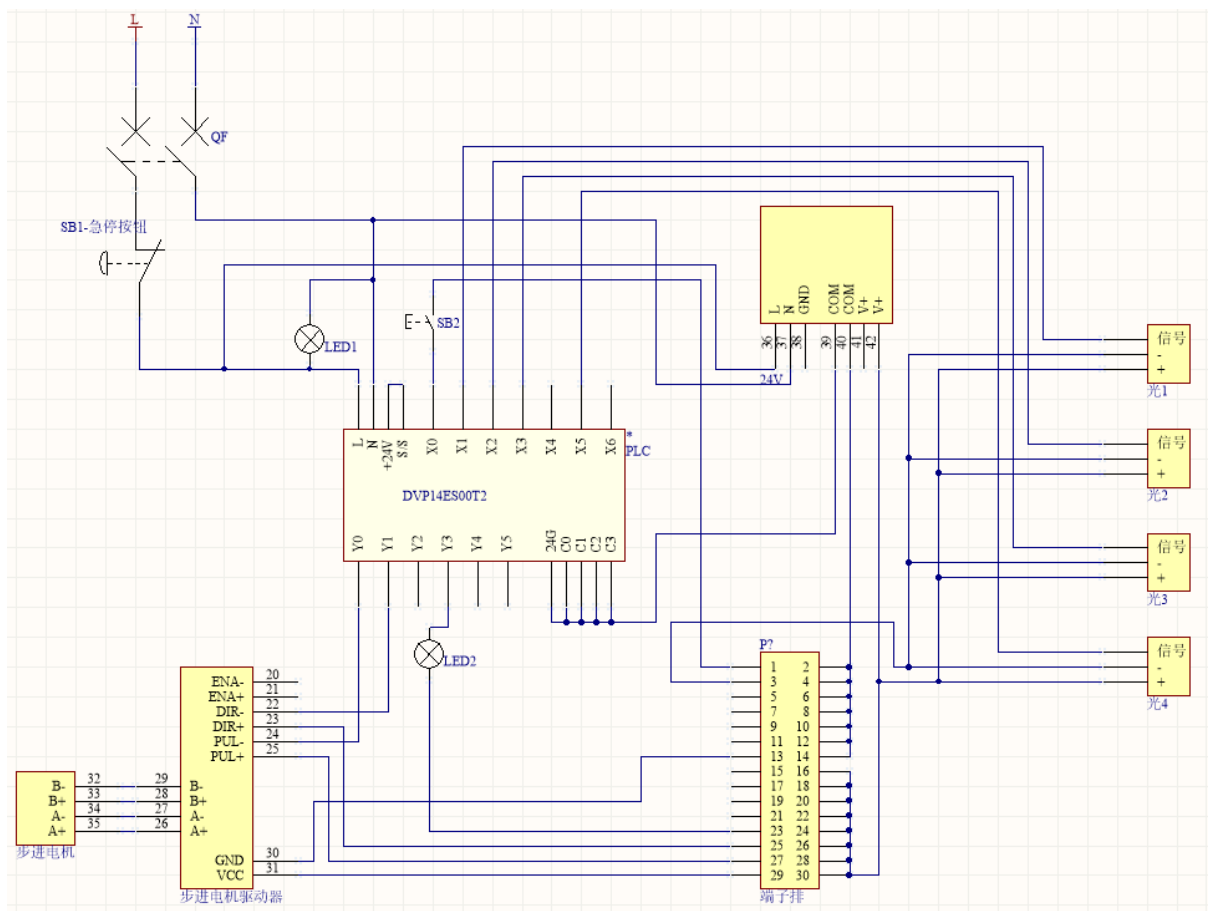 L N
QF
SB1-急停按钮
SB2
LED1
L N GND COM COM V+ V+
36 37 38 39 40 41 42
24V
信号
-
+
光1
L N +24V S/S X0 X1 X2 X3 X4 X5 X6
*
PLC
DVP14ES00T2
Y0 Y1 Y2 Y3 Y4 Y5 24G C0 C1 C2 C3
信号
-
+
光2
信号
-
+
光3
信号
-
+
光4
LED2
P?
1 2
3 4
5 6
7 8
9 10
11 12
13 14
15 16
17 18
19 20
21 22
23 24
25 26
27 28
29 30
端子排
ENA- 20
ENA+ 21
DIR- 22
DIR+ 23
PUL- 24
PUL+ 25
B- 32 29 B-
B+ 33 28 B+
A- 34 27 A-
A+ 35 26 A+
步进电机
GND 30
VCC 31
步进电机驱动器